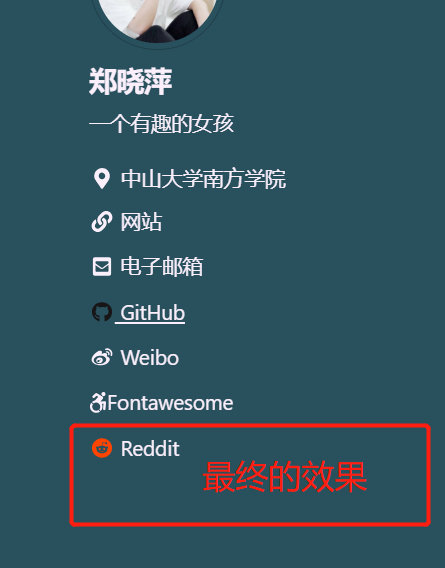 郑晓萍
一个有趣的女孩
中山大学南方学院
网站
电子邮箱
GitHub
Weibo
Fontawesome
Reddit
最终的效果